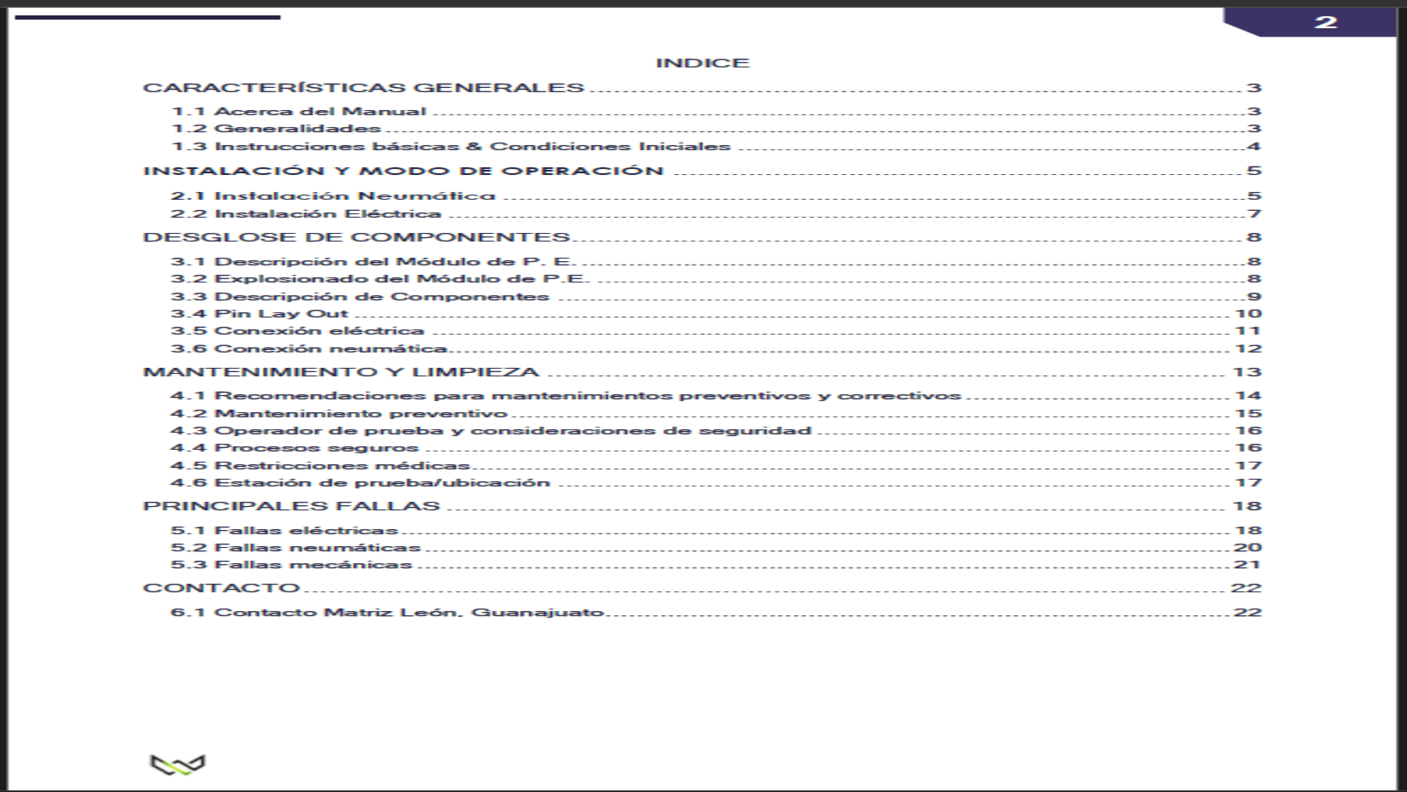 2
INDICE
CARACTERÍSTICAS GENERALES 3
1.1 Acerca del Manual 3
1.2 Generalidades 3
1.3 Instrucciones básicas & Condiciones Iniciales 4
INSTALACIÓN Y MODO DE OPERACIÓN 5
2.1 Instalación Neumática 5
2.2 Instalación Eléctrica 7
DESGLOSE DE COMPONENTES 8
3.1 Descripción del Módulo de P. E. 8
3.2 Explosionado del Módulo de P.E. 8
3.3 Descripción de Componentes 9
3.4 Pin Lay Out 10
3.5 Conexión eléctrica 11
3.6 Conexión neumática 12
MANTENIMIENTO Y LIMPIEZA 13
4.1 Recomendaciones para mantenimientos preventivos y correctivos 14
4.2 Mantenimiento preventivo 15
4.3 Operador de prueba y consideraciones de seguridad 16
4.4 Procesos seguros 16
4.5 Restricciones médicas 17
4.6 Estación de prueba/ubicación 17
PRINCIPALES FALLAS 18
5.1 Fallas eléctricas 18
5.2 Fallas neumáticas 20
5.3 Fallas mecánicas 21
CONTACTO 22
6.1 Contacto Matriz León, Guanajuato 22